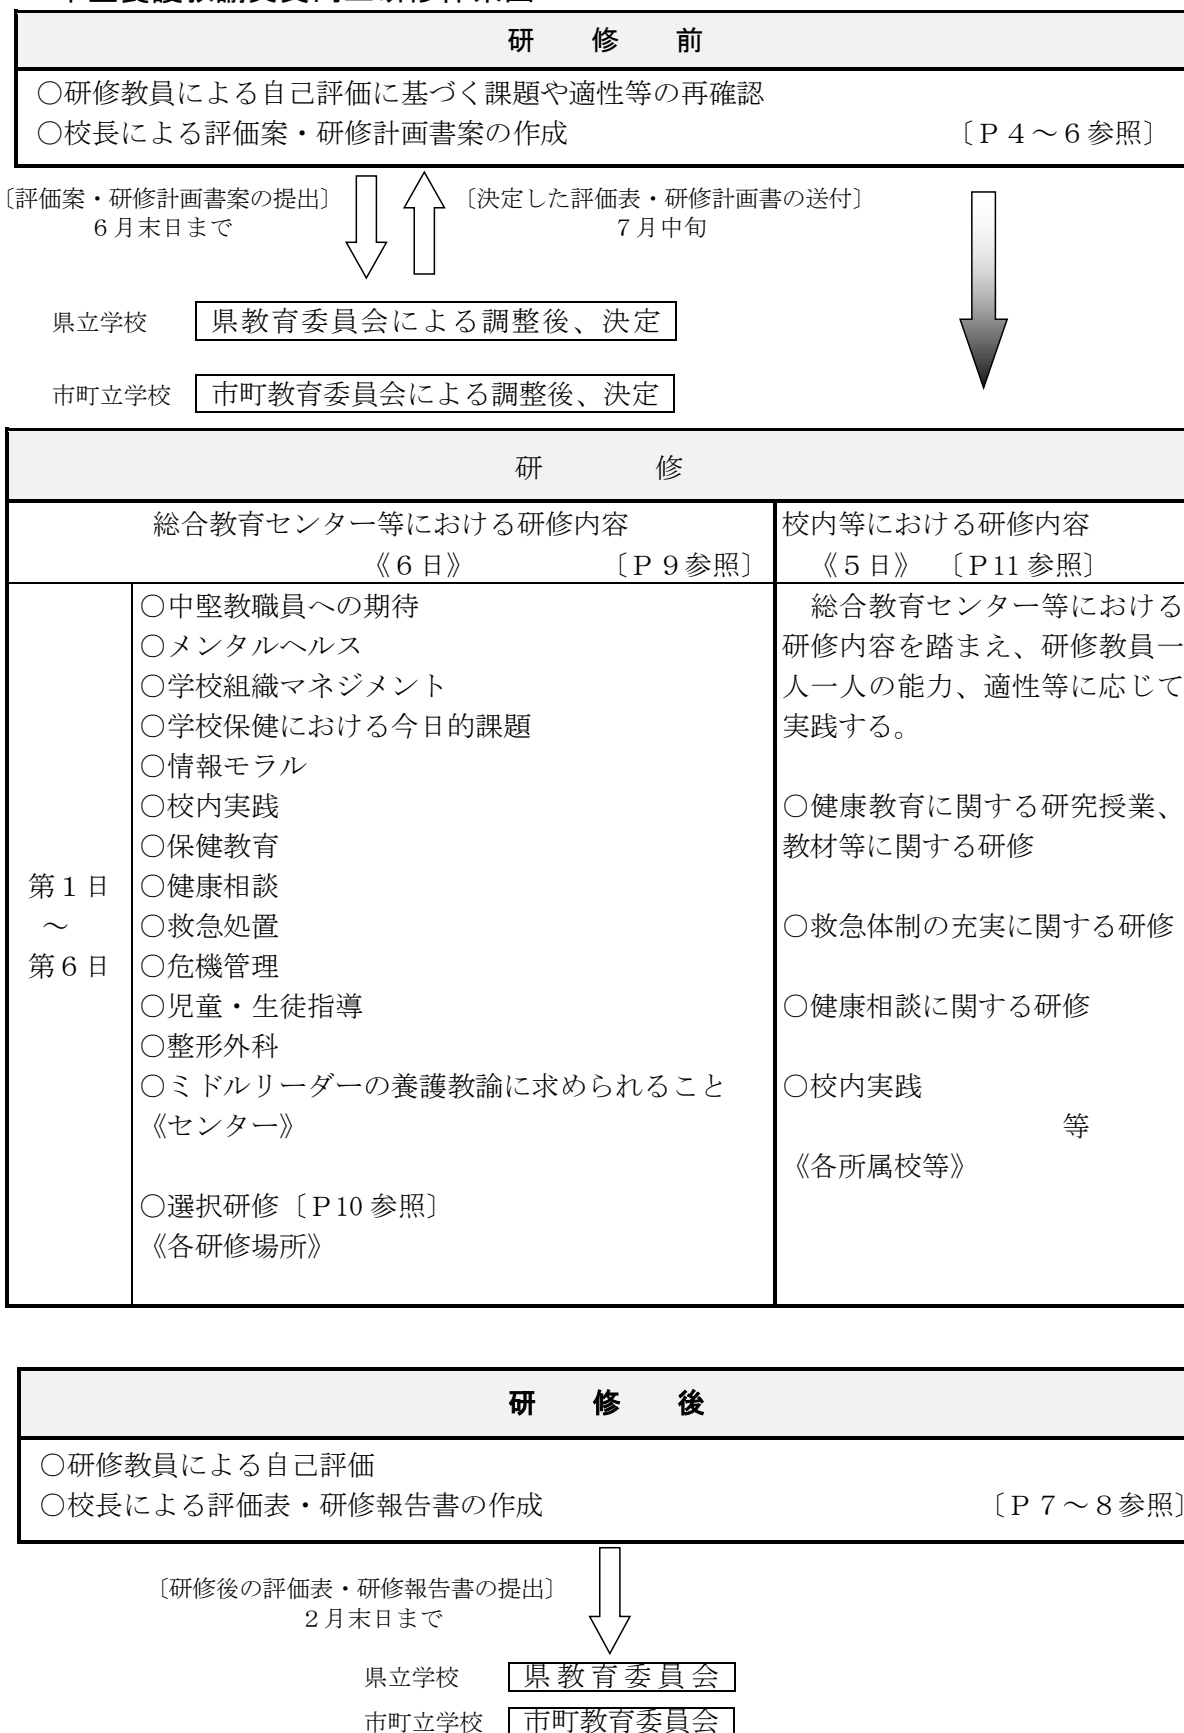 研　修　前
○研修教員による自己評価に基づく課題や適性等の再確認
○校長による評価案・研修計画書案の作成　〔Ｐ４～６参照〕
〔評価案・研修計画書案の提出〕　〔決定した評価表・研修計画書の送付〕
６月末日まで　７月中旬
県立学校　県教育委員会による調整後、決定
市町立学校　市町教育委員会による調整後、決定
研　修
総合教育センター等における研修内容
《６日》　〔Ｐ９参照〕
校内等における研修内容
《５日》　〔Ｐ11参照〕
第１日
～
第６日
○中堅教職員への期待
○メンタルヘルス
○学校組織マネジメント
○学校保健における今日的課題
○情報モラル
○校内実践
○保健教育
○健康相談
○救急処置
○危機管理
○児童・生徒指導
○整形外科
○ミドルリーダーの養護教諭に求められること
《センター》
○選択研修〔Ｐ10参照〕
《各研修場所》
総合教育センター等における
研修内容を踏まえ、研修教員一
人一人の能力、適性等に応じて
実践する。
○健康教育に関する研究授業、
教材等に関する研修
○救急体制の充実に関する研修
○健康相談に関する研修
○校内実践
等
《各所属校等》
研　修　後
○研修教員による自己評価
○校長による評価表・研修報告書の作成　〔Ｐ７～８参照〕
〔研修後の評価表・研修報告書の提出〕
２月末日まで
県立学校　県教育委員会
市町立学校　市町教育委員会